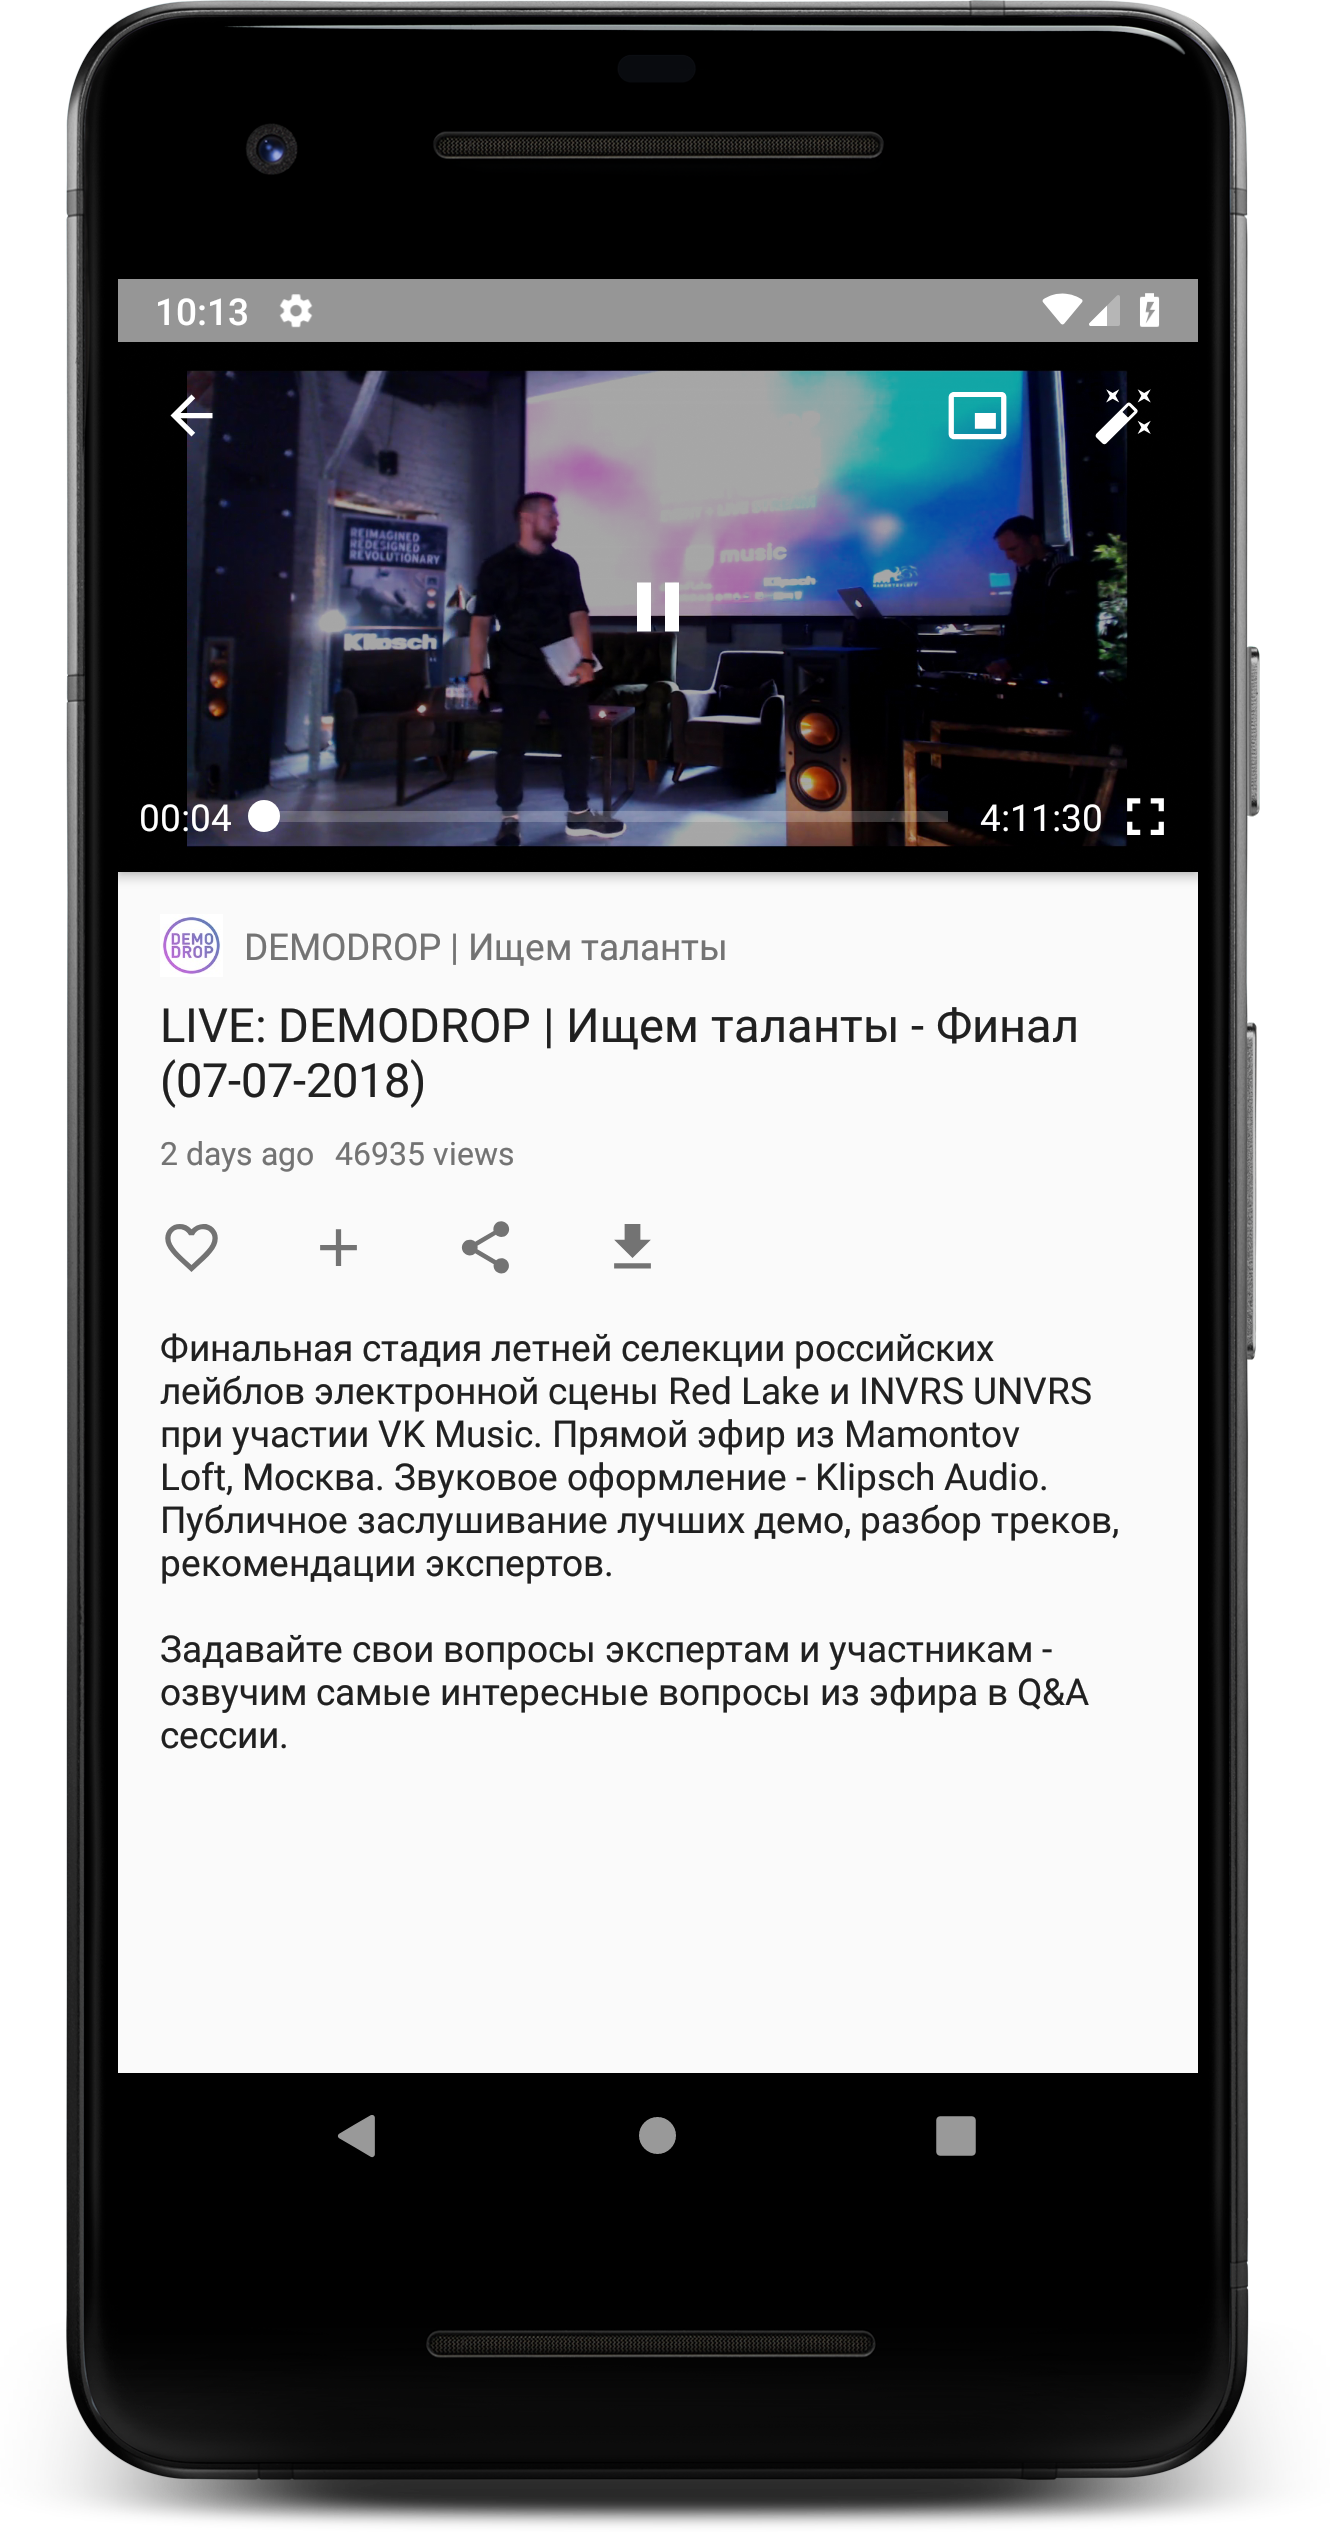 10:13
REIMAGINED
REDESIGNED
REVOLUTIONARY
music
Klipsch
Klipsch
00:04
4:11:30
DEMO
DROP
DEMODROP | Ищем таланты
LIVE: DEMODROP | Ищем таланты - Финал
(07-07-2018)
2 days ago 46935 views
Финальная стадия летней селекции российских
лейблов электронной сцены Red Lake и INVRS UNVRS
при участии VK Music. Прямой эфир из Mamontov
Loft, Москва. Звуковое оформление - Klipsch Audio.
Публичное заслушивание лучших демо, разбор треков,
рекомендации экспертов.
Задавайте свои вопросы экспертам и участникам -
озвучим самые интересные вопросы из эфира в Q&A
сессии.